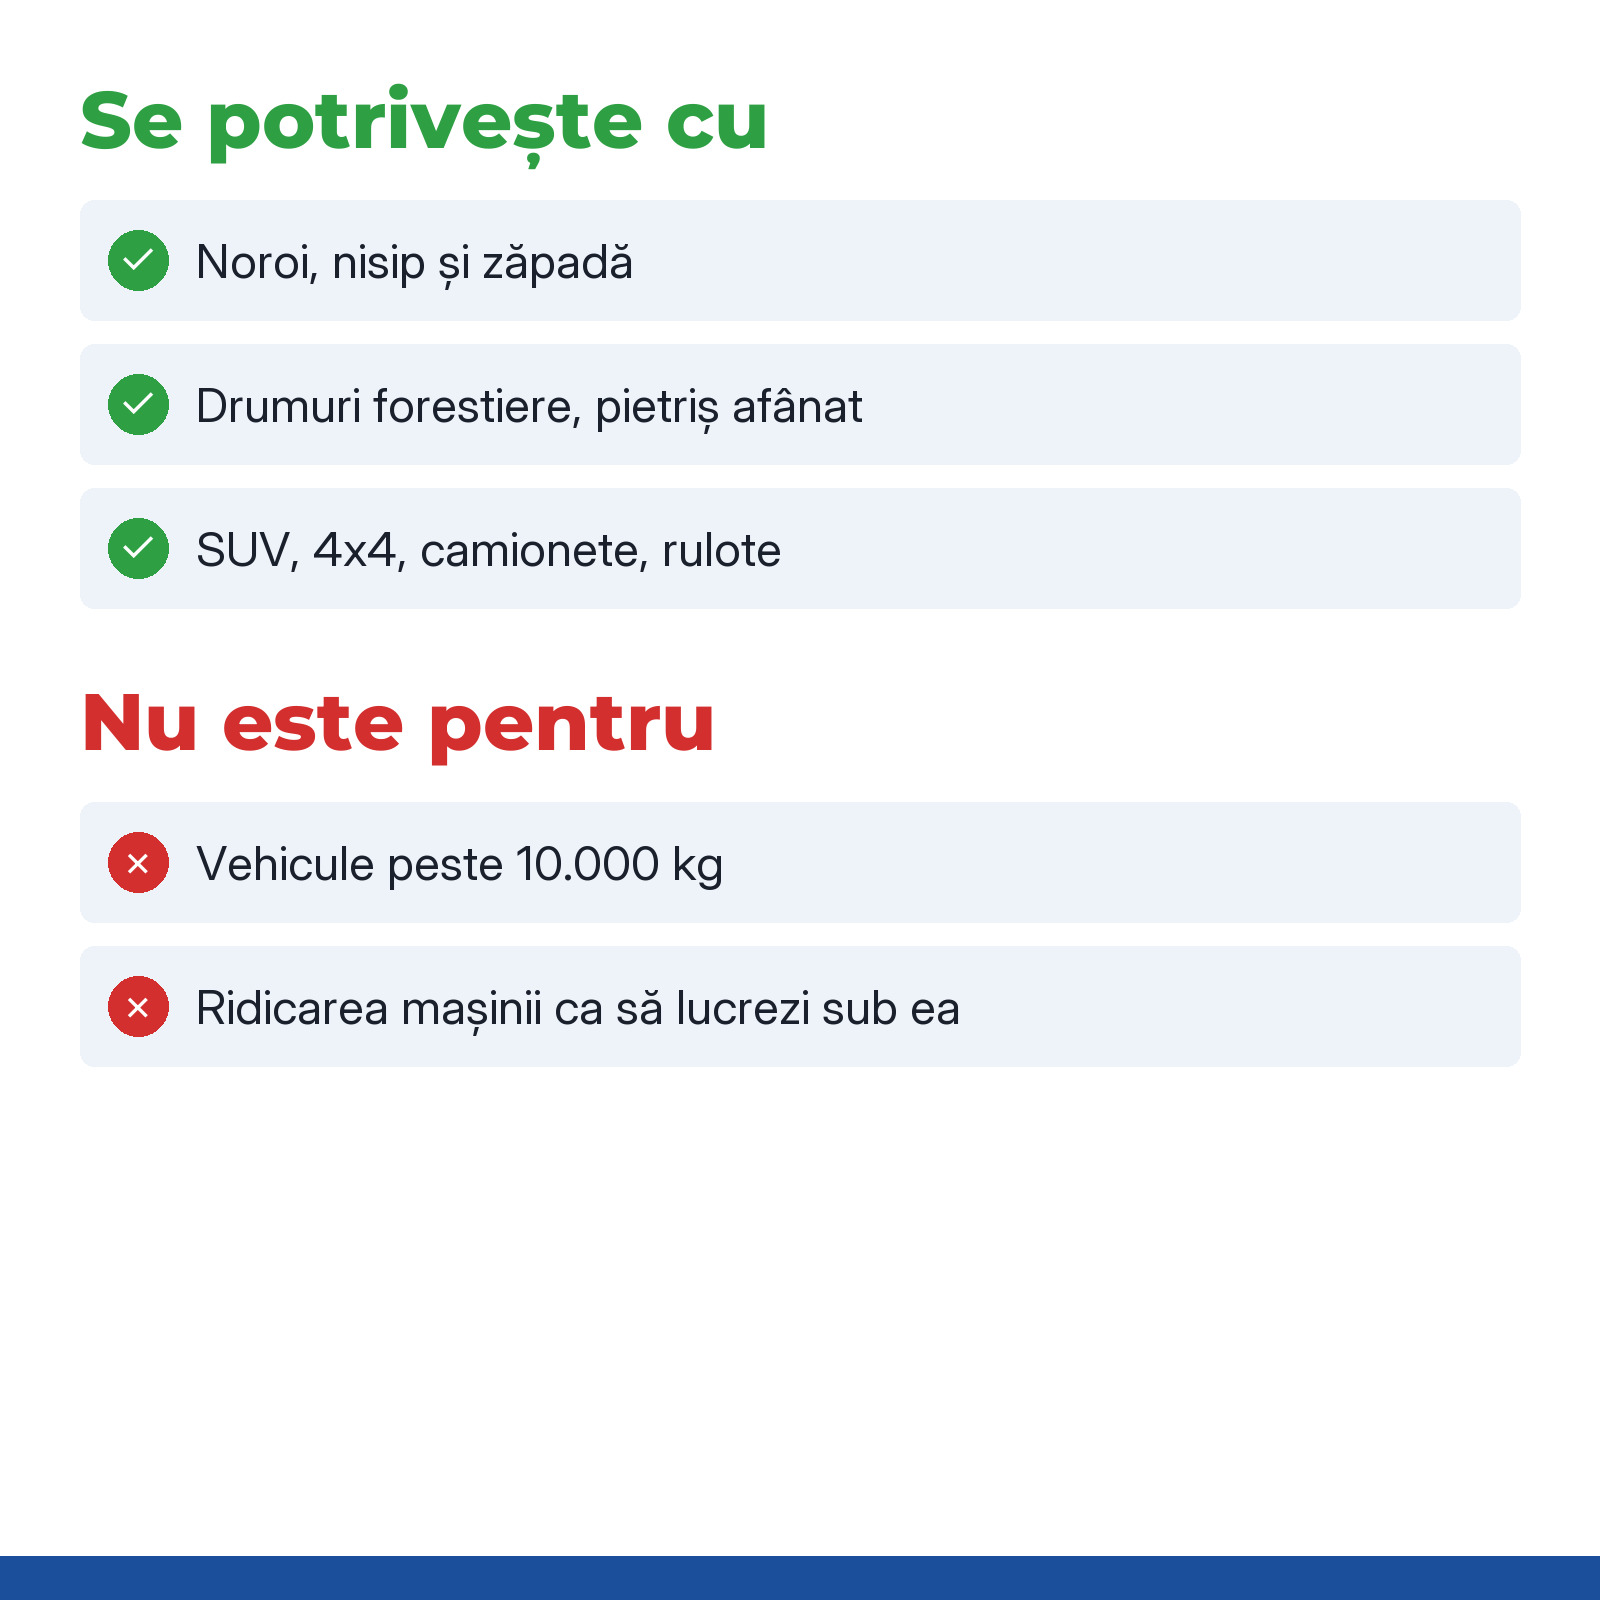 Se potrivește cu
Noroi, nisip și zăpadă
Drumuri forestiere, pietriș afânat
SUV, 4x4, camionete, rulote
Nu este pentru
Vehicule peste 10.000 kg
Ridicarea mașinii ca să lucrezi sub ea